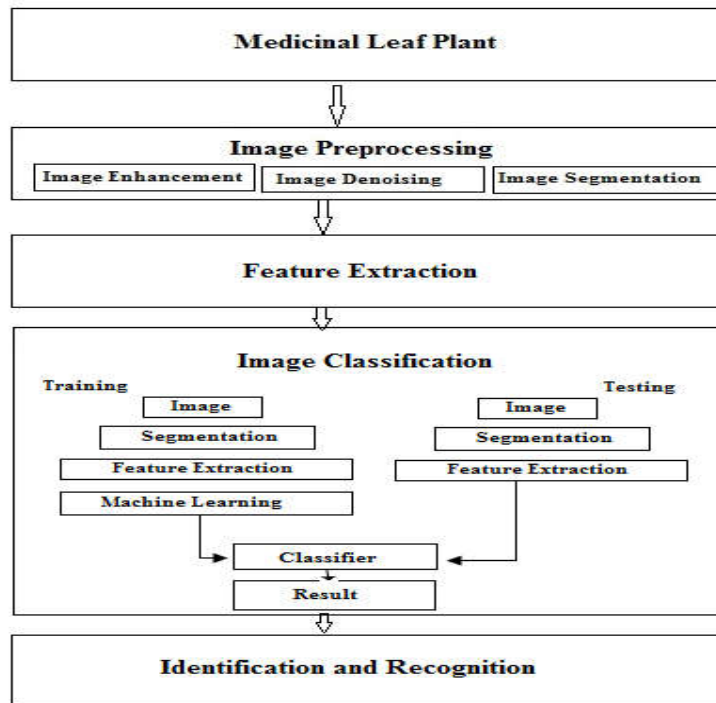 Medicinal Leaf Plant
Image Preprocessing
Image Enhancement
Image Denoising
Image Segmentation
Feature Extraction
Image Classification
Training
Testing
Image
Image
Segmentation
Segmentation
Feature Extraction
Feature Extraction
Machine Learning
Classifier
Result
Identification and Recognition